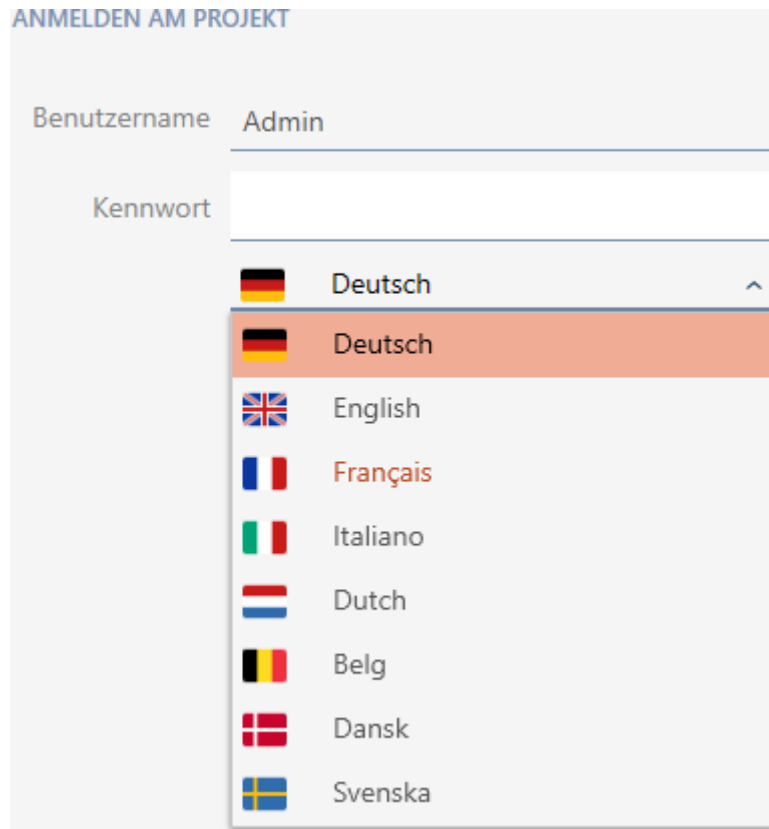 ANMELDEN AM PROJEKT
Benutzername Admin
Kennwort
Deutsch
Deutsch
English
Français
Italiano
Dutch
Belg
Dansk
Svenska